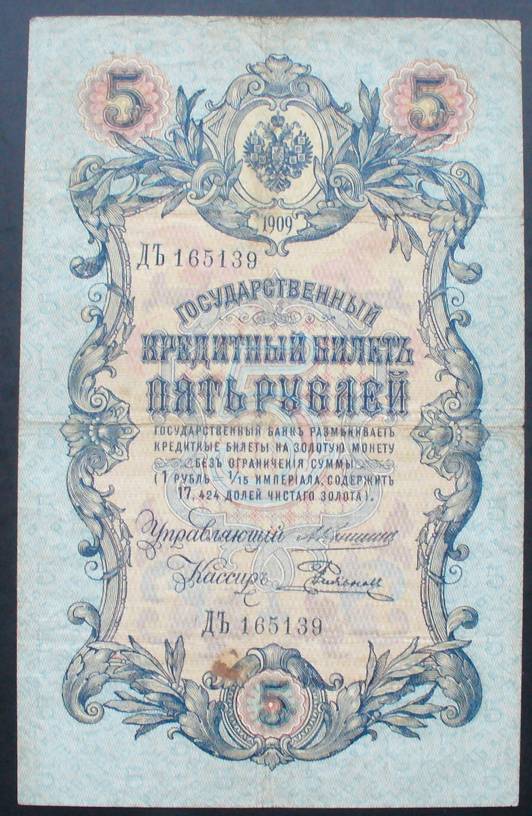 5 5
1909
ДЪ 165139
ГОСУДАРСТВЕННЫЙ
КРЕДИТНЫЙ БИЛЕТЪ
ПЯТЬ РУБЛЕЙ
ГОСУДАРСТВЕННЫЙ БАНКЪ РАЗМѢНИВАЕТЪ
КРЕДИТНЫЕ БИЛЕТЫ НА ЗОЛОТУЮ МОНЕТУ
БЕЗЪ ОГРАНИЧЕНІЯ СУММЫ
(1 РУБЛЬ = 1/15 ИМПЕРІАЛА, СОДЕРЖИТЪ
17,424 ДОЛЕЙ ЧИСТАГО ЗОЛОТА).
Управляющій
Кассиръ
ДЪ 165139
5